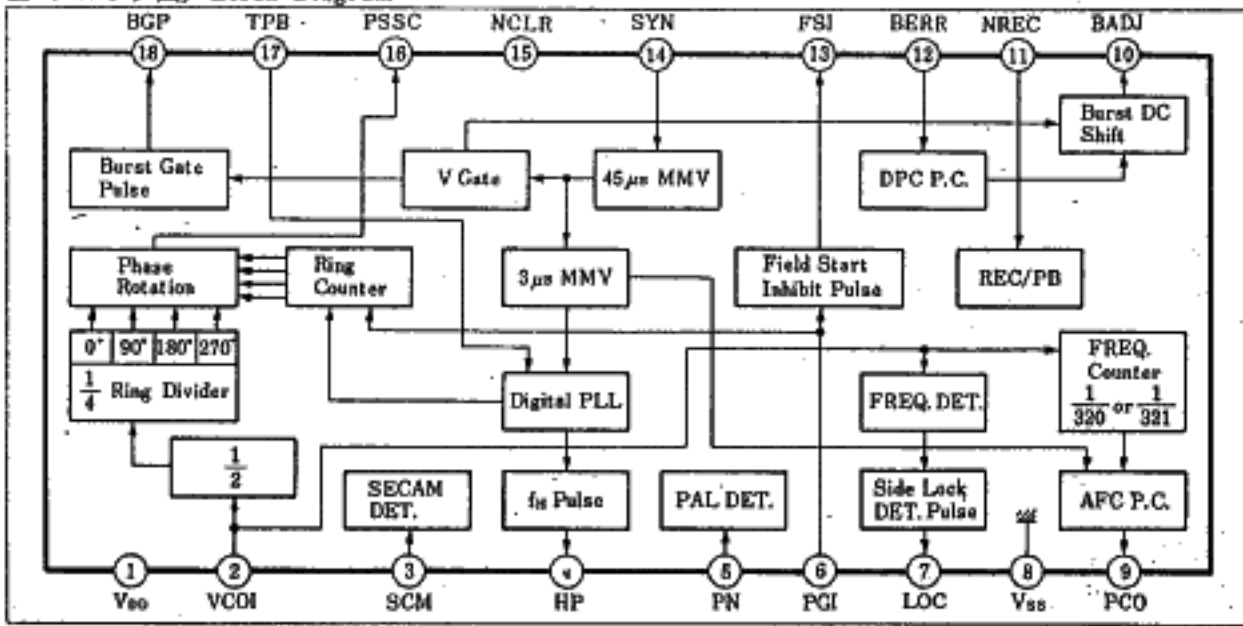 Block Diagram
BGP TPB PSSC NCLR SYN FSI BERR NREC BADJ
18 17 16 15 14 13 12 11 10
Burst DC
Shift
Burst Gate
Pulse
V Gate
45μs MMV
DPC P.C.
Phase
Rotation
Ring
Counter
3μs MMV
Field Start
Inhibit Pulse
REC/PB
0° 90° 180° 270°
1/4 Ring Divider
Digital PLL
FREQ. DET.
FREQ.
Counter
1/320 or 1/321
1/2
SECAM
DET.
fH Pulse
PAL DET.
Side Lock
DET. Pulse
AFC P.C.
1 2 3 4 5 6 7 8 9
VCOI SCM HP PN PGI LOC VSS PCO